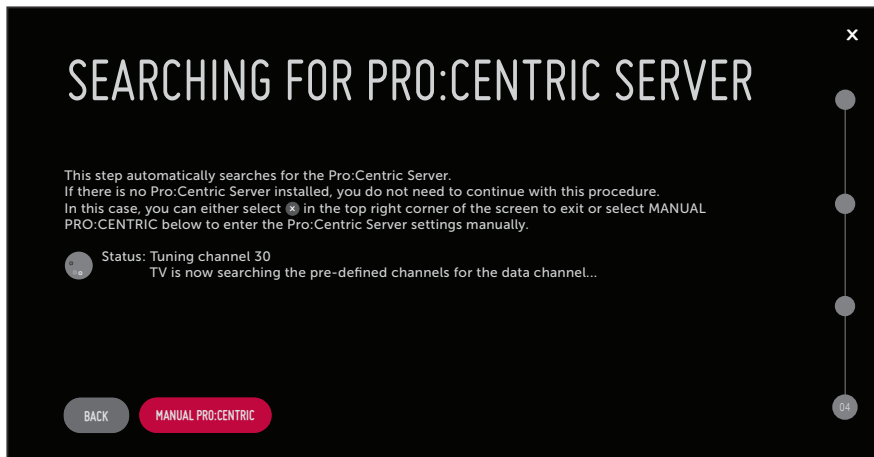 X
SEARCHING FOR PRO:CENTRIC SERVER
This step automatically searches for the Pro:Centric Server.
If there is no Pro:Centric Server installed, you do not need to continue with this procedure.
In this case, you can either select x in the top right corner of the screen to exit or select MANUAL
PRO:CENTRIC below to enter the Pro:Centric Server settings manually.
Status: Tuning channel 30
TV is now searching the pre-defined channels for the data channel...
BACK
MANUAL PRO:CENTRIC
04